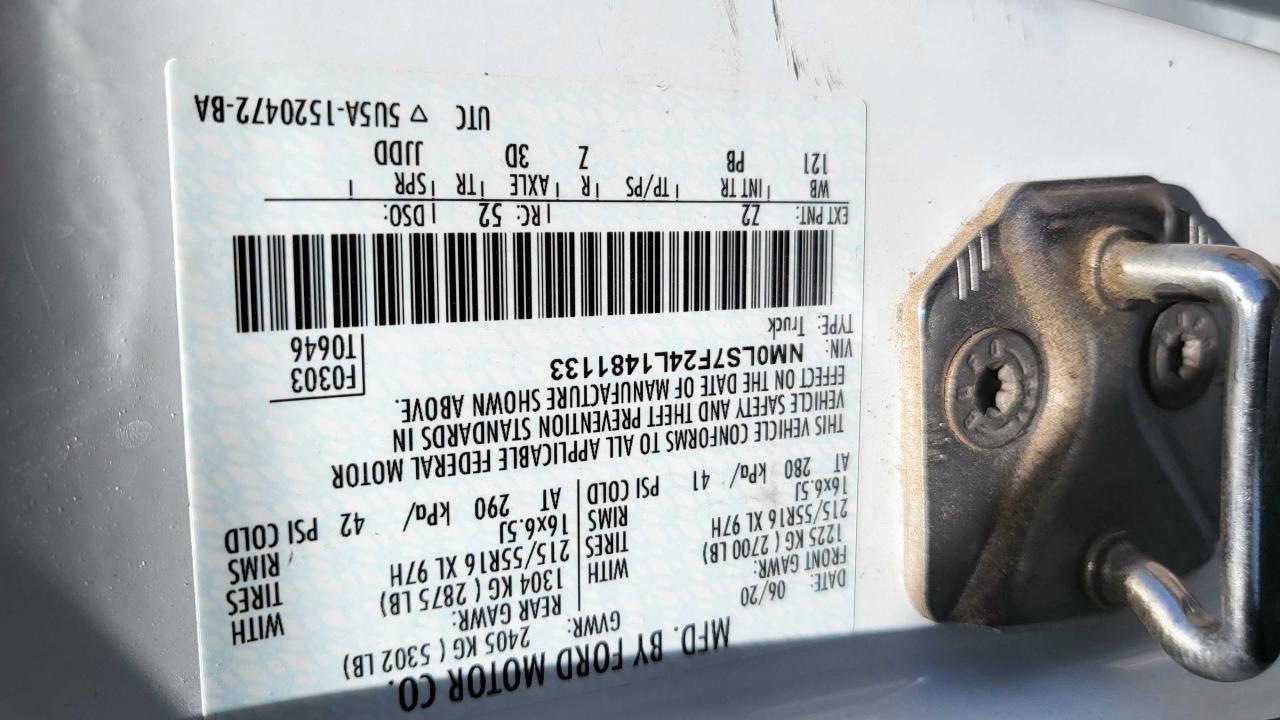 MFD. BY FORD MOTOR CO.
DATE: 06/20 GVWR: 2405 KG ( 5302 LB)
FRONT GAWR: REAR GAWR:
1225 KG (2700 LB) WITH 1304 KG ( 2875 LB) WITH
215/55R16 XL 97H TIRES 215/55R16 XL 97H TIRES
16x6.5J RIMS 16x6.5J RIMS
AT 280 kPa/ 41 PSI COLD AT 290 kPa/ 42 PSI COLD
THIS VEHICLE CONFORMS TO ALL APPLICABLE FEDERAL MOTOR
VEHICLE SAFETY AND THEFT PREVENTION STANDARDS IN
EFFECT ON THE DATE OF MANUFACTURE SHOWN ABOVE.
VIN: NM0LS7F24L1481133 F0303
TYPE: Truck T0646
EXT PNT: Z2 RC: 52 DSO:
WB INT TR TP/PS R AXLE TR SPR
121 PB Z 3D JJDD
UTC ▽ 5U5A-1520472-BA